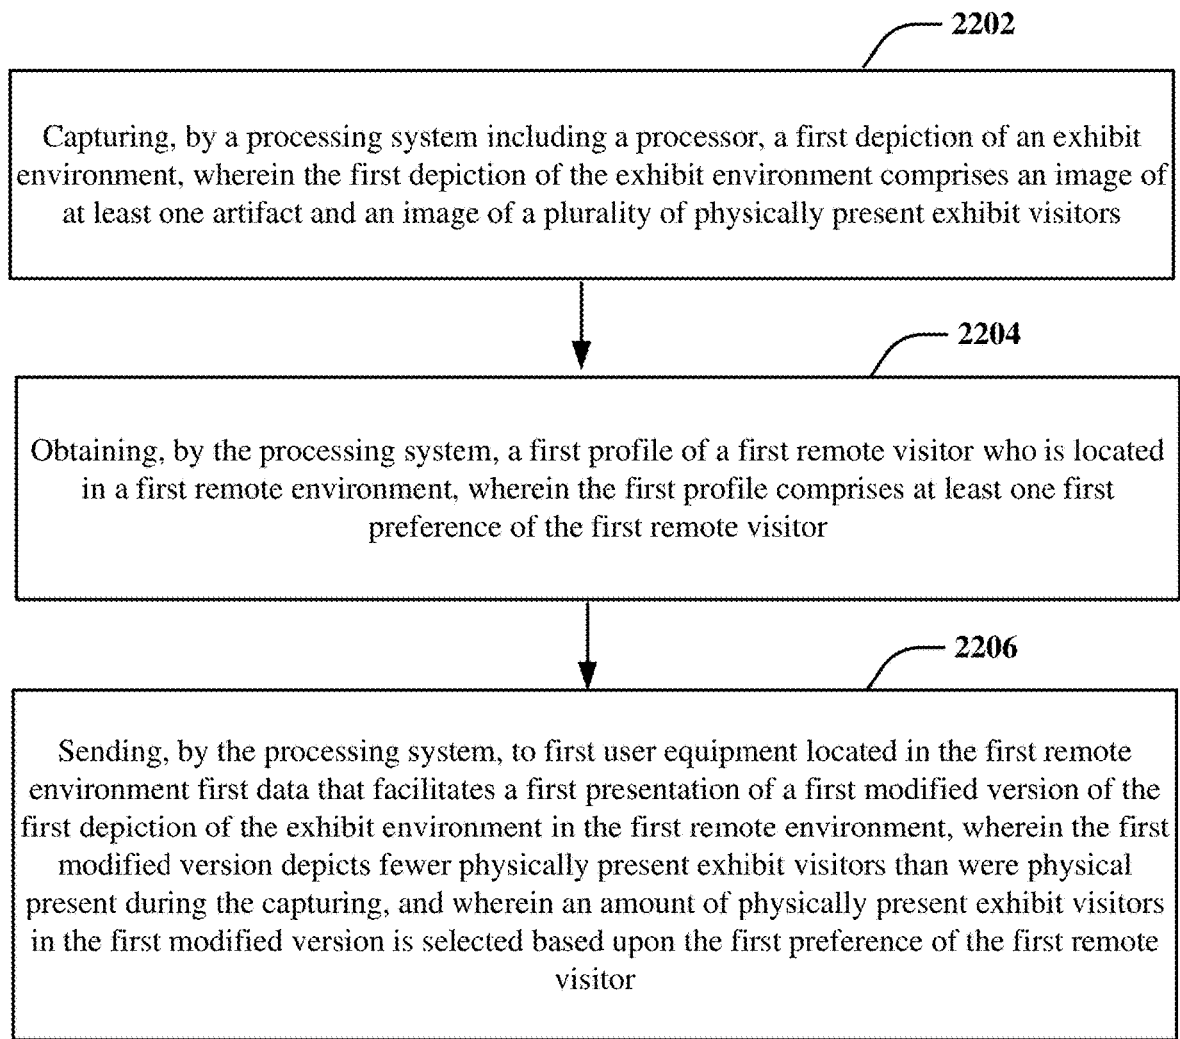 2202
Capturing, by a processing system including a processor, a first depiction of an exhibit
environment, wherein the first depiction of the exhibit environment comprises an image of
at least one artifact and an image of a plurality of physically present exhibit visitors
2204
Obtaining, by the processing system, a first profile of a first remote visitor who is located
in a first remote environment, wherein the first profile comprises at least one first
preference of the first remote visitor
2206
Sending, by the processing system, to first user equipment located in the first remote
environment first data that facilitates a first presentation of a first modified version of the
first depiction of the exhibit environment in the first remote environment, wherein the first
modified version depicts fewer physically present exhibit visitors than were physical
present during the capturing, and wherein an amount of physically present exhibit visitors
in the first modified version is selected based upon the first preference of the first remote
visitor